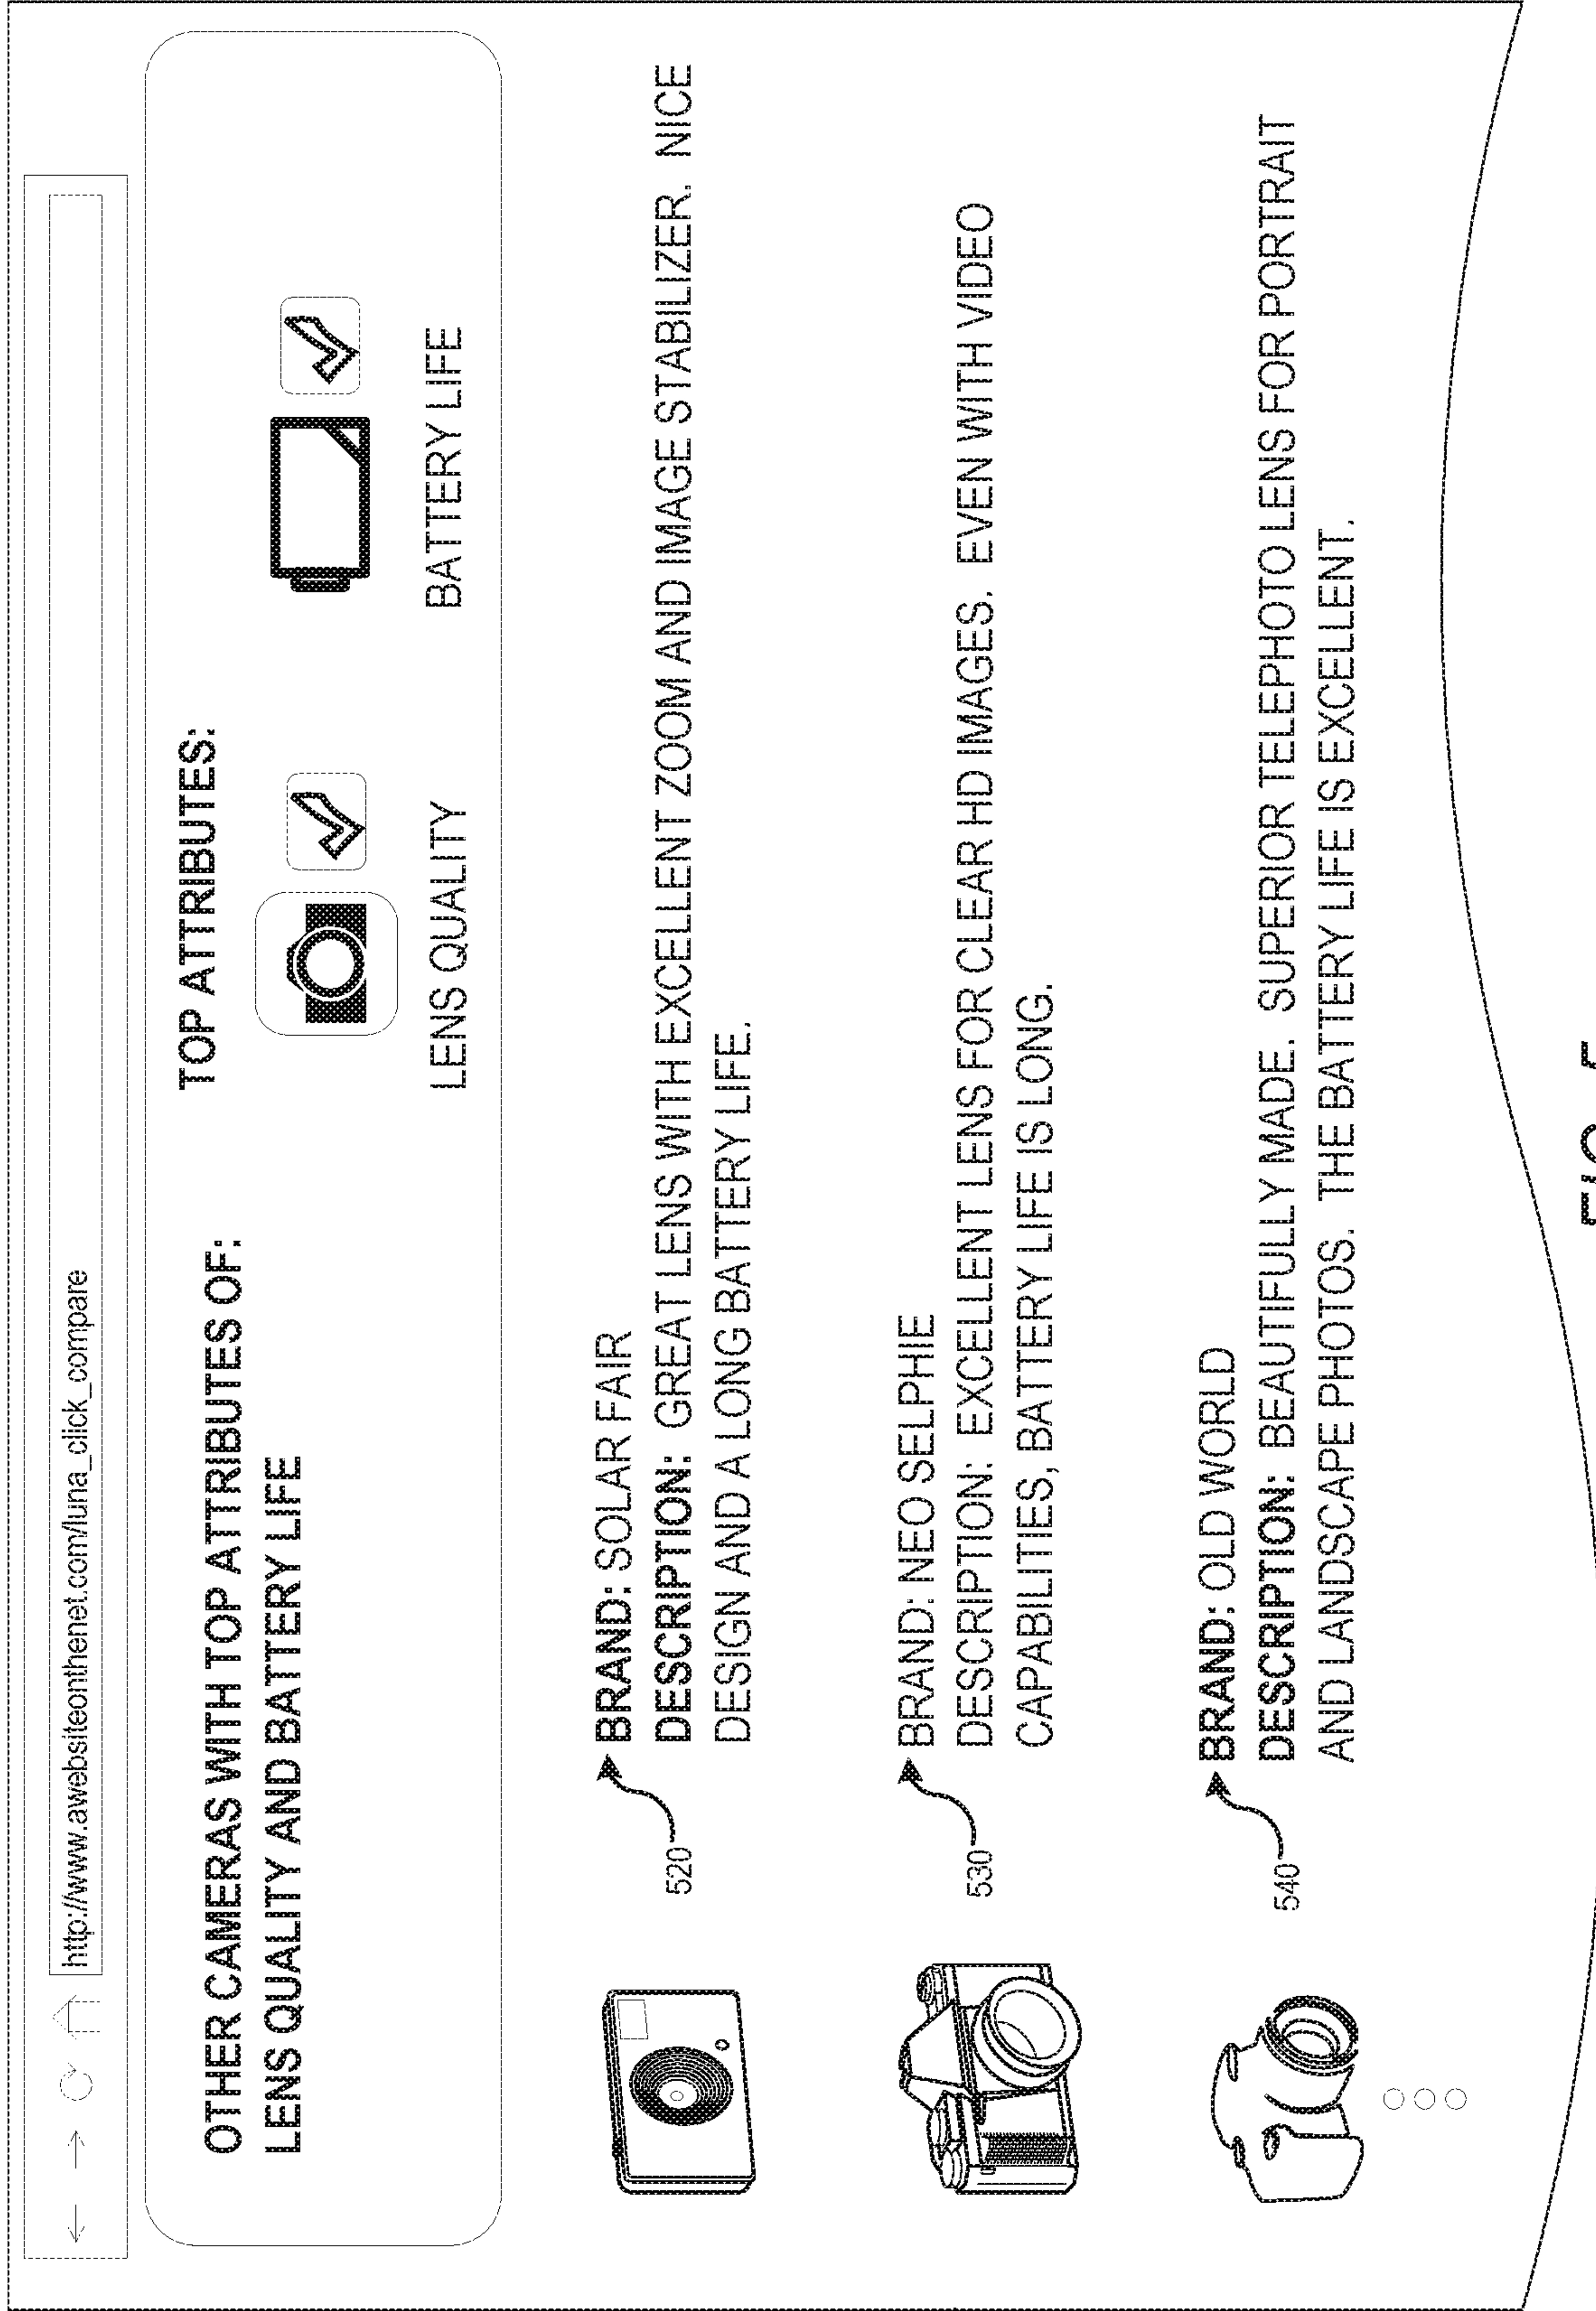 http://www.awebsiteonthenet.com/luna_click_compare
OTHER CAMERAS WITH TOP ATTRIBUTES OF:
LENS QUALITY AND BATTERY LIFE
TOP ATTRIBUTES:
LENS QUALITY
BATTERY LIFE
520
BRAND: SOLAR FAIR
DESCRIPTION: GREAT LENS WITH EXCELLENT ZOOM AND IMAGE STABILIZER. NICE
DESIGN AND A LONG BATTERY LIFE.
530
BRAND: NEO SELPHIE
DESCRIPTION: EXCELLENT LENS FOR CLEAR HD IMAGES. EVEN WITH VIDEO
CAPABILITIES, BATTERY LIFE IS LONG.
540
BRAND: OLD WORLD
DESCRIPTION: BEAUTIFULLY MADE. SUPERIOR TELEPHOTO LENS FOR PORTRAIT
AND LANDSCAPE PHOTOS. THE BATTERY LIFE IS EXCELLENT.